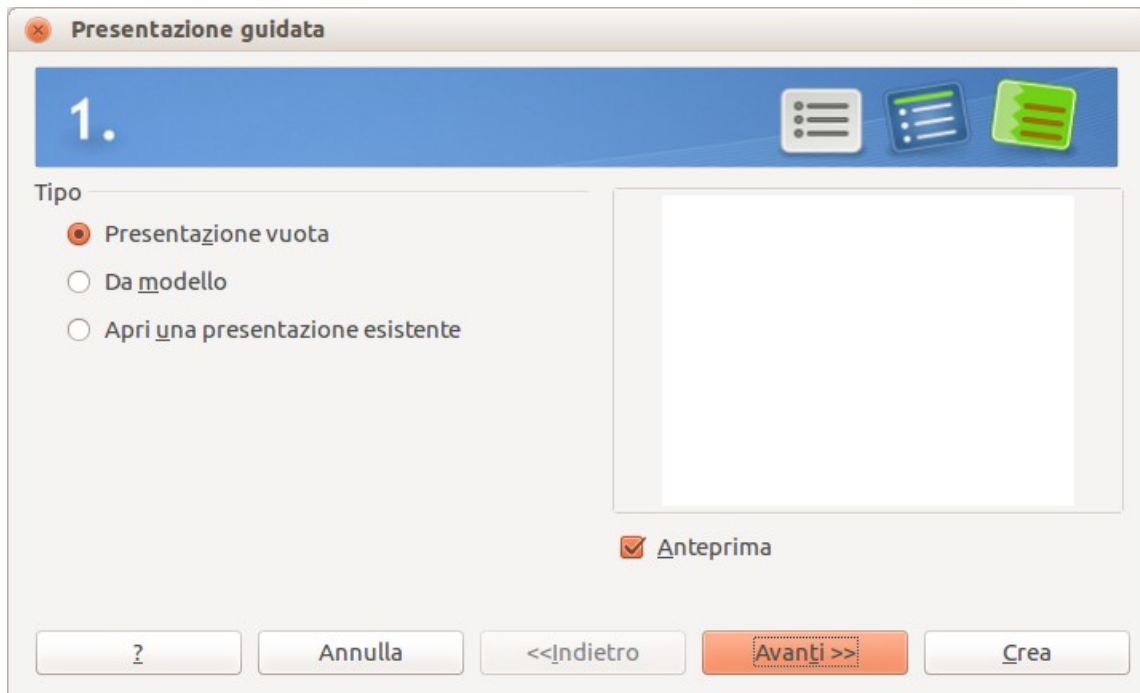 Presentazione guidata
1.
Tipo
Presentazione vuota
Da modello
Apri una presentazione esistente
Anteprima
? Annulla <<Indietro Avanti >> Crea